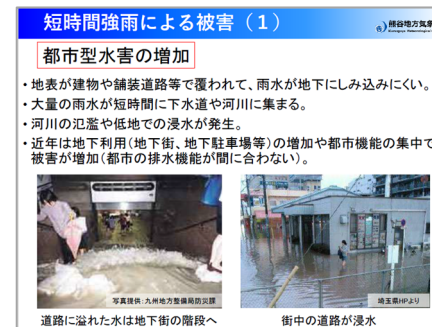 短時間強雨による被害（１）
熊谷地方気象
都市型水害の増加
・地表が建物や舗装道路等で覆われて、雨水が地下にしみ込みにくい。
・大量の雨水が短時間に下水道や河川に集まる。
・河川の氾濫や低地での浸水が発生。
・近年は地下利用（地下街、地下駐車場等）の増加や都市機能の集中で
被害が増加（都市の排水機能が間に合わない）。
写真提供：九州地方整備局防災課
埼玉県HPより
道路に溢れた水は地下街の階段へ
街中の道路が浸水